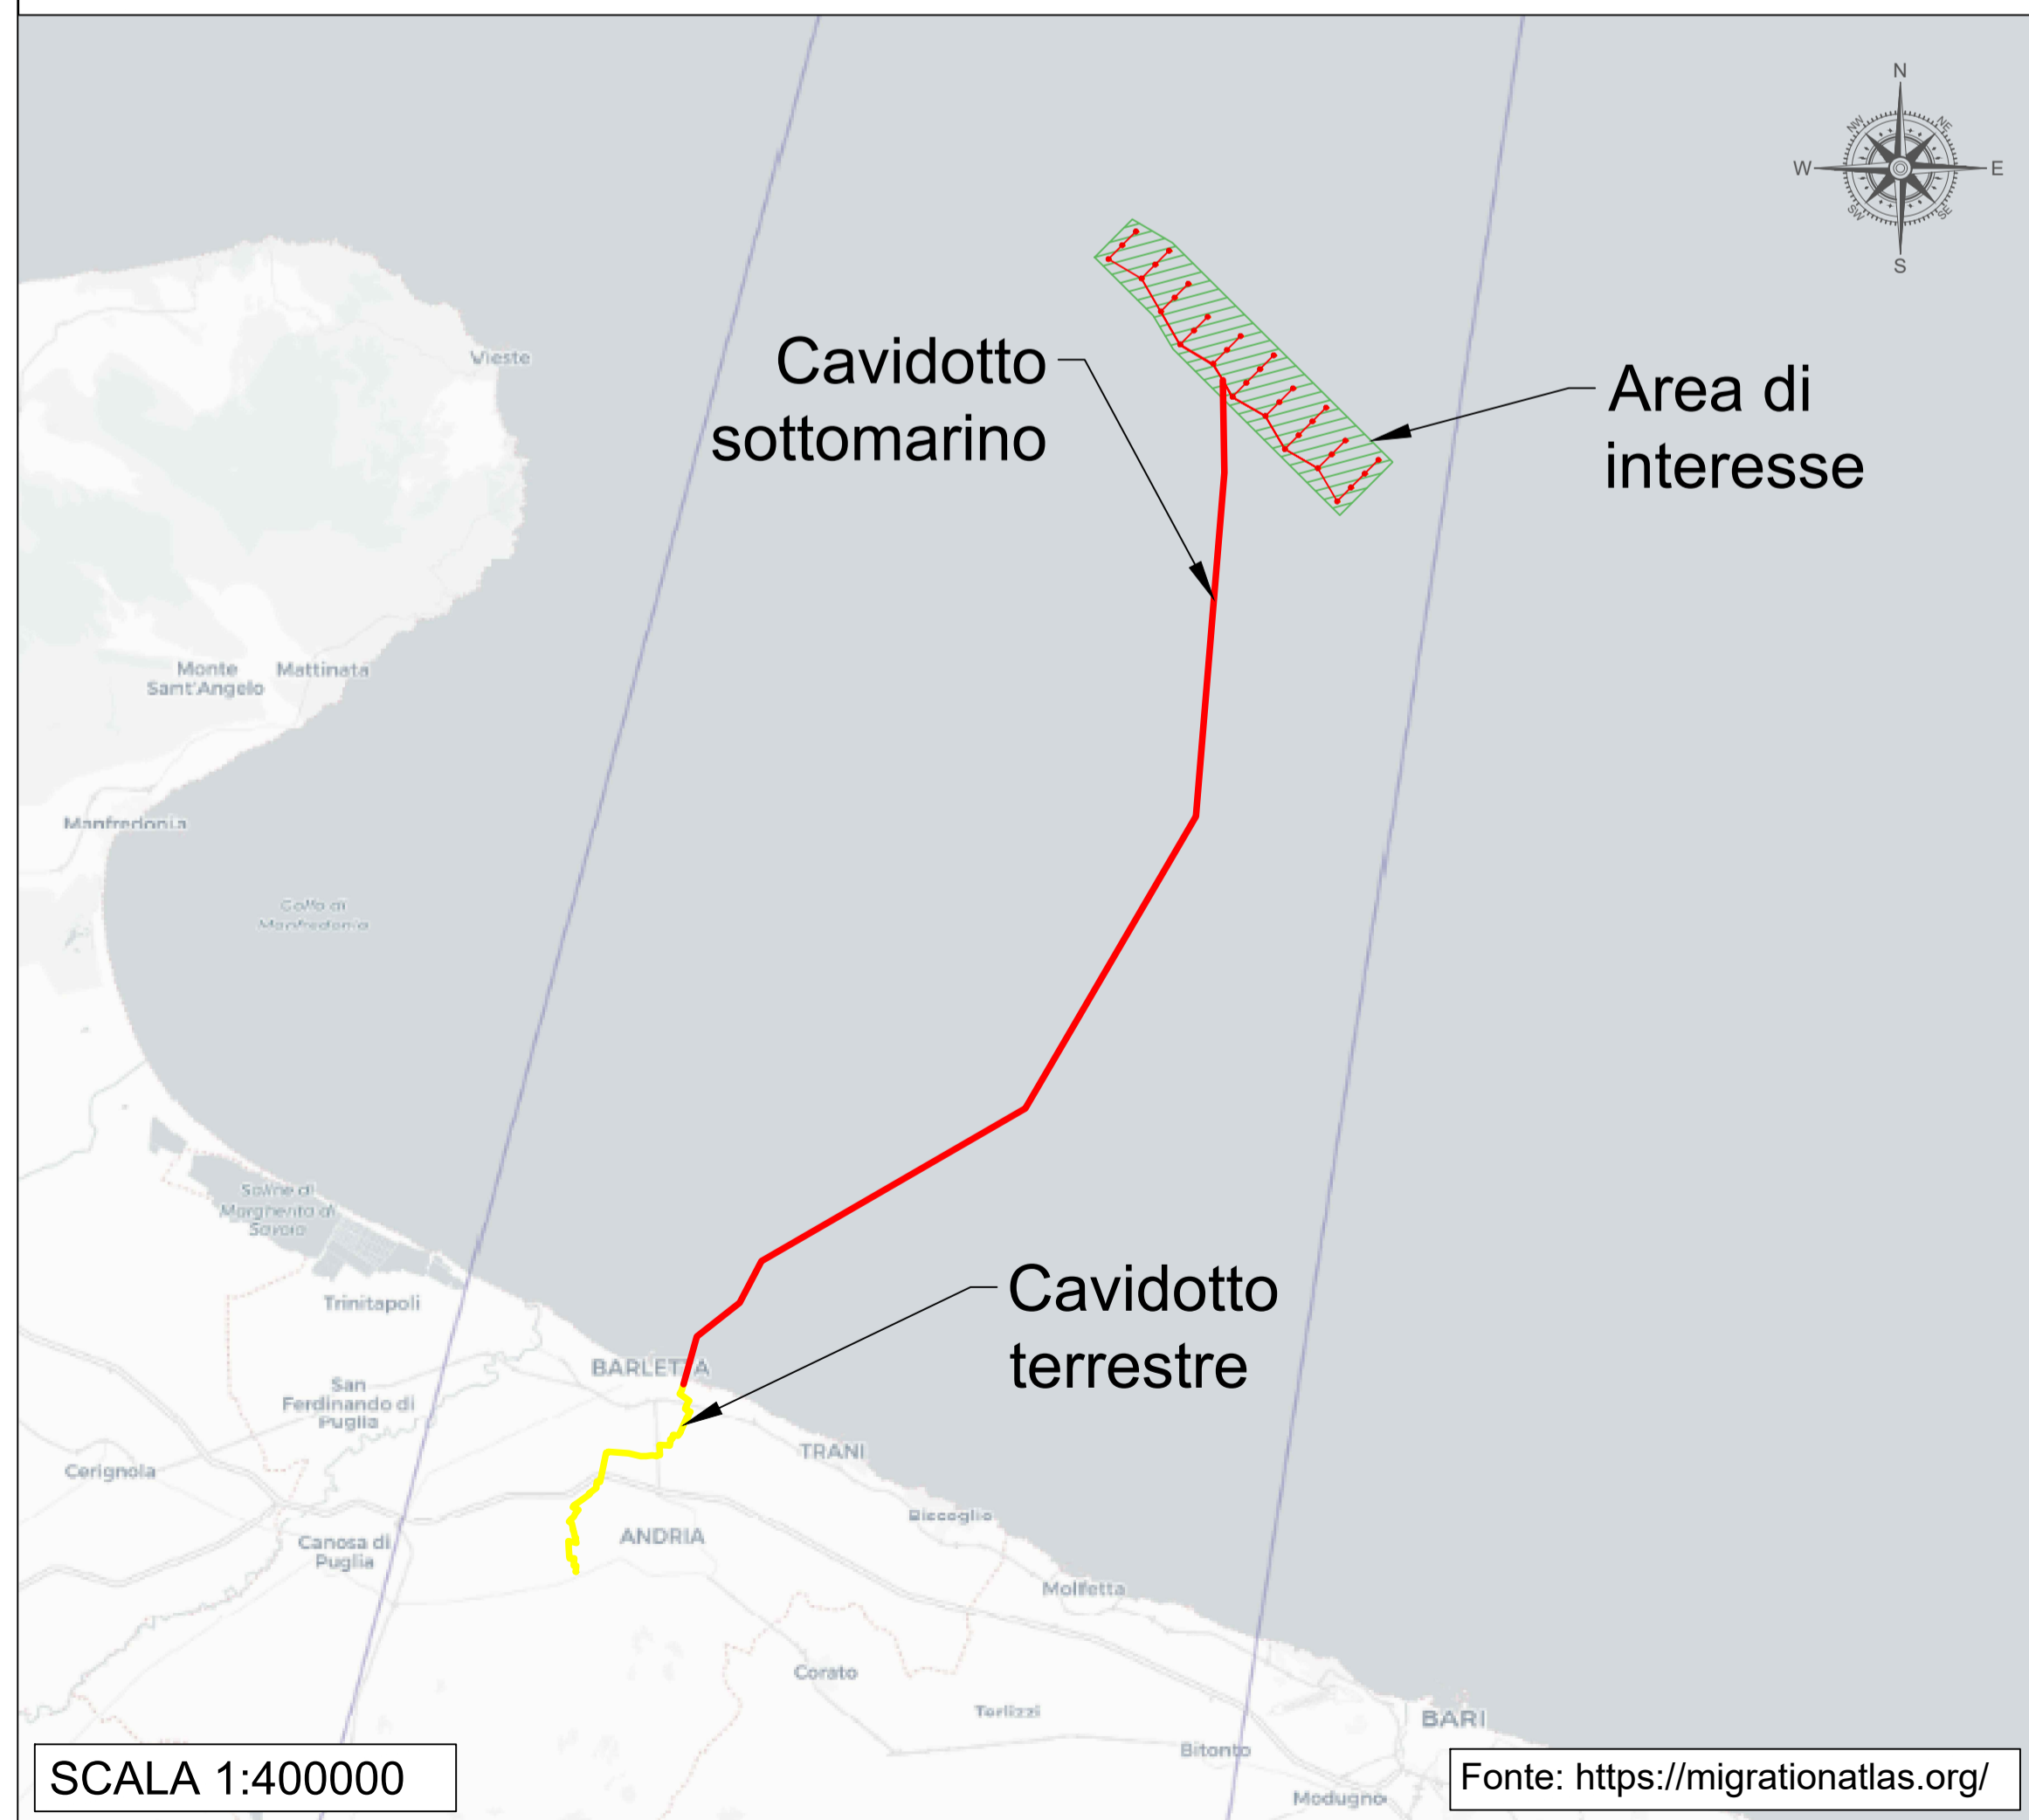 N
NW
NE
W
E
SW
SE
S
Vieste
Cavidotto
sottomarino
Area di
interesse
Monte
Sant'Angelo
Mattinata
Manfredonia
Golfo di
Manfredonia
Saline di
Margherita di
Savoia
Trinitapoli
Cavidotto
terrestre
BARLETTA
San
Ferdinando di
Puglia
TRANI
Cerignola
Bisceglie
ANDRIA
Canosa di
Puglia
Molfetta
Corato
Terlizzi
BARI
Bitonto
Modugno
SCALA 1:400000
Fonte: https://migrationatlas.org/